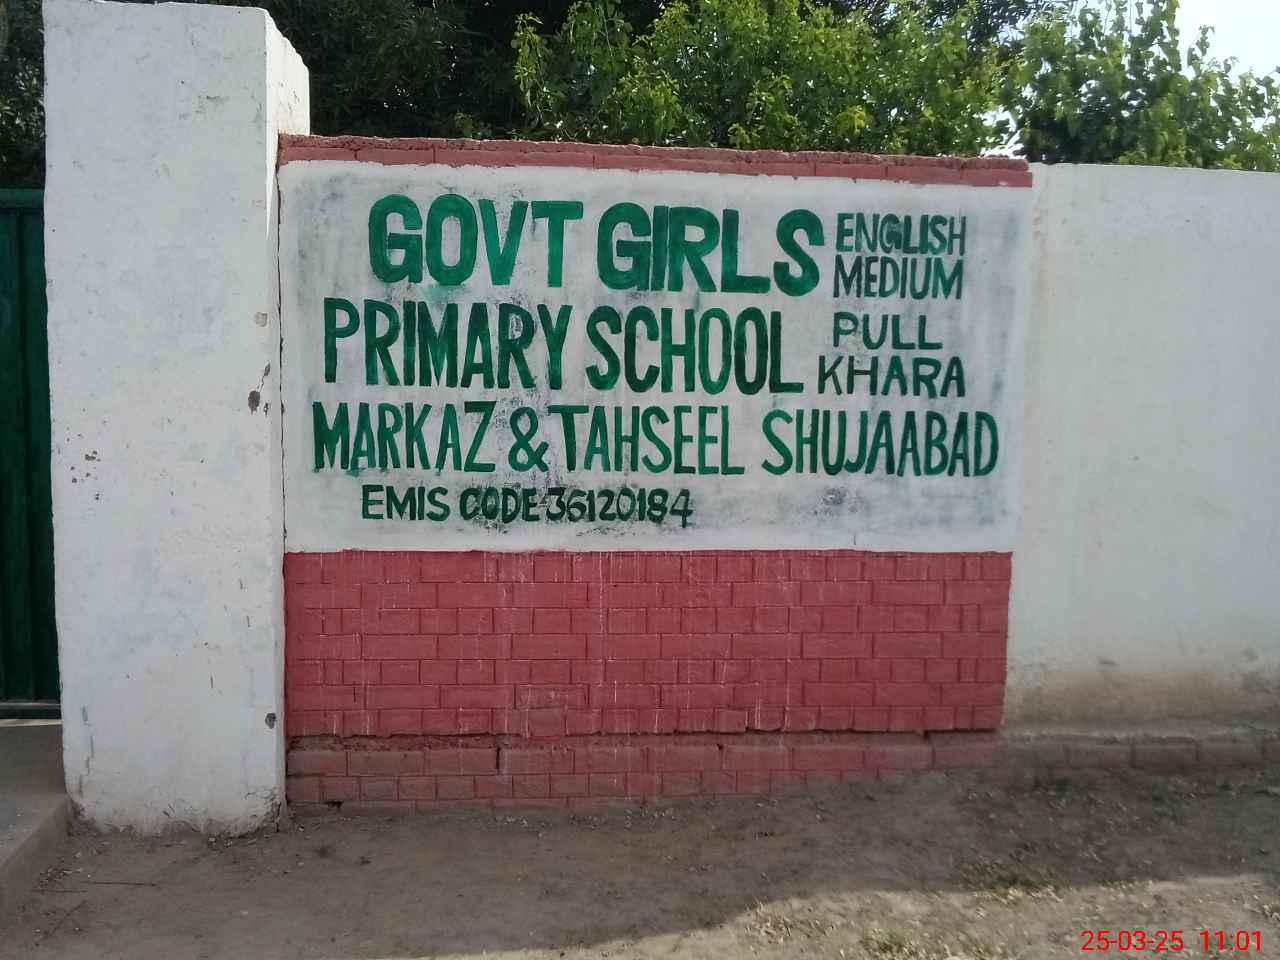 GOVT GIRLS ENGLISH MEDIUM
PRIMARY SCHOOL PULL KHARA
MARKAZ & TAHSEEL SHUJAABAD
EMIS CODE 36120184
25-03-25 11:01